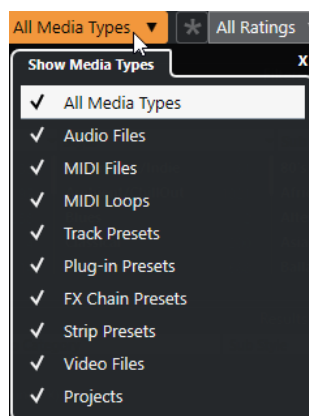 All Media Types ▼ ★ All Ratings
Show Media Types X
✓ All Media Types
✓ Audio Files
✓ MIDI Files
✓ MIDI Loops
✓ Track Presets
✓ Plug-in Presets
✓ FX Chain Presets
✓ Strip Presets
✓ Video Files
✓ Projects